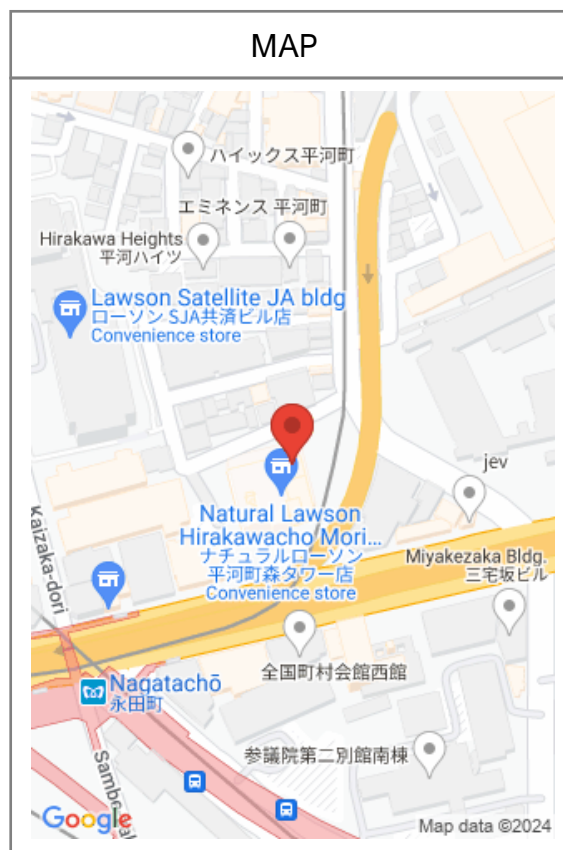 MAP
ハイックス平河町
エミネンス 平河町
Hirakawa Heights
平河ハイツ
Lawson Satellite JA bldg
ローソン SJA共済ビル店
Convenience store
jev
Kaizaka-dori
Natural Lawson
Hirakawacho Mori...
ナチュラルローソン
平河町森タワー店
Convenience store
Miyakezaka Bldg.
三宅坂ビル
全国町村会館西館
Nagatachō
永田町
参議院第二別館南棟
Google
Map data ©2024